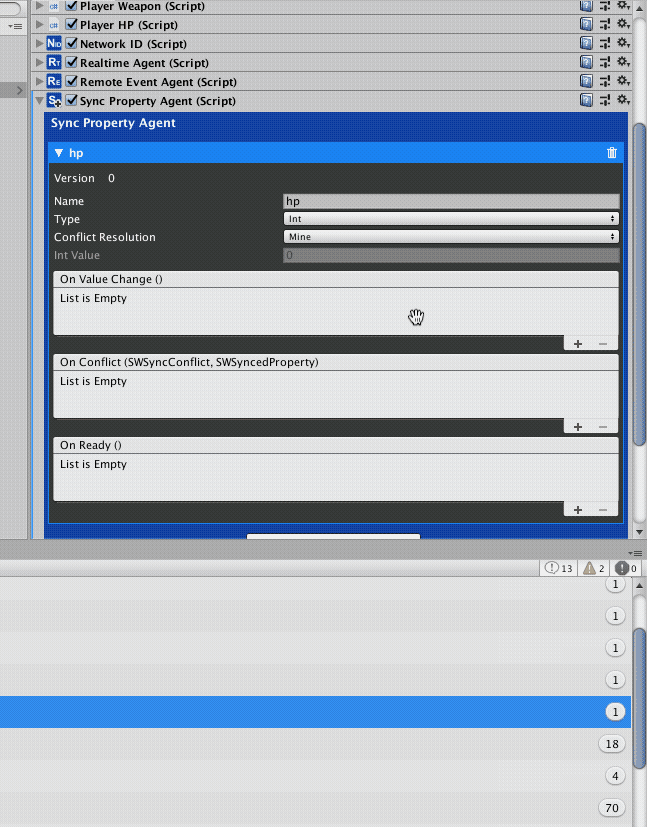 Player Weapon (Script)
c# Player HP (Script)
NID Network ID (Script)
RT Realtime Agent (Script)
RE Remote Event Agent (Script)
S Sync Property Agent (Script)
Sync Property Agent
hp
Version 0
Name hp
Type Int
Conflict Resolution Mine
Int Value 0
On Value Change ()
List is Empty
+ −
On Conflict (SWSyncConflict, SWSyncedProperty)
List is Empty
+ −
On Ready ()
List is Empty
+ −
13 2 0
1
1
1
1
1
18
4
70